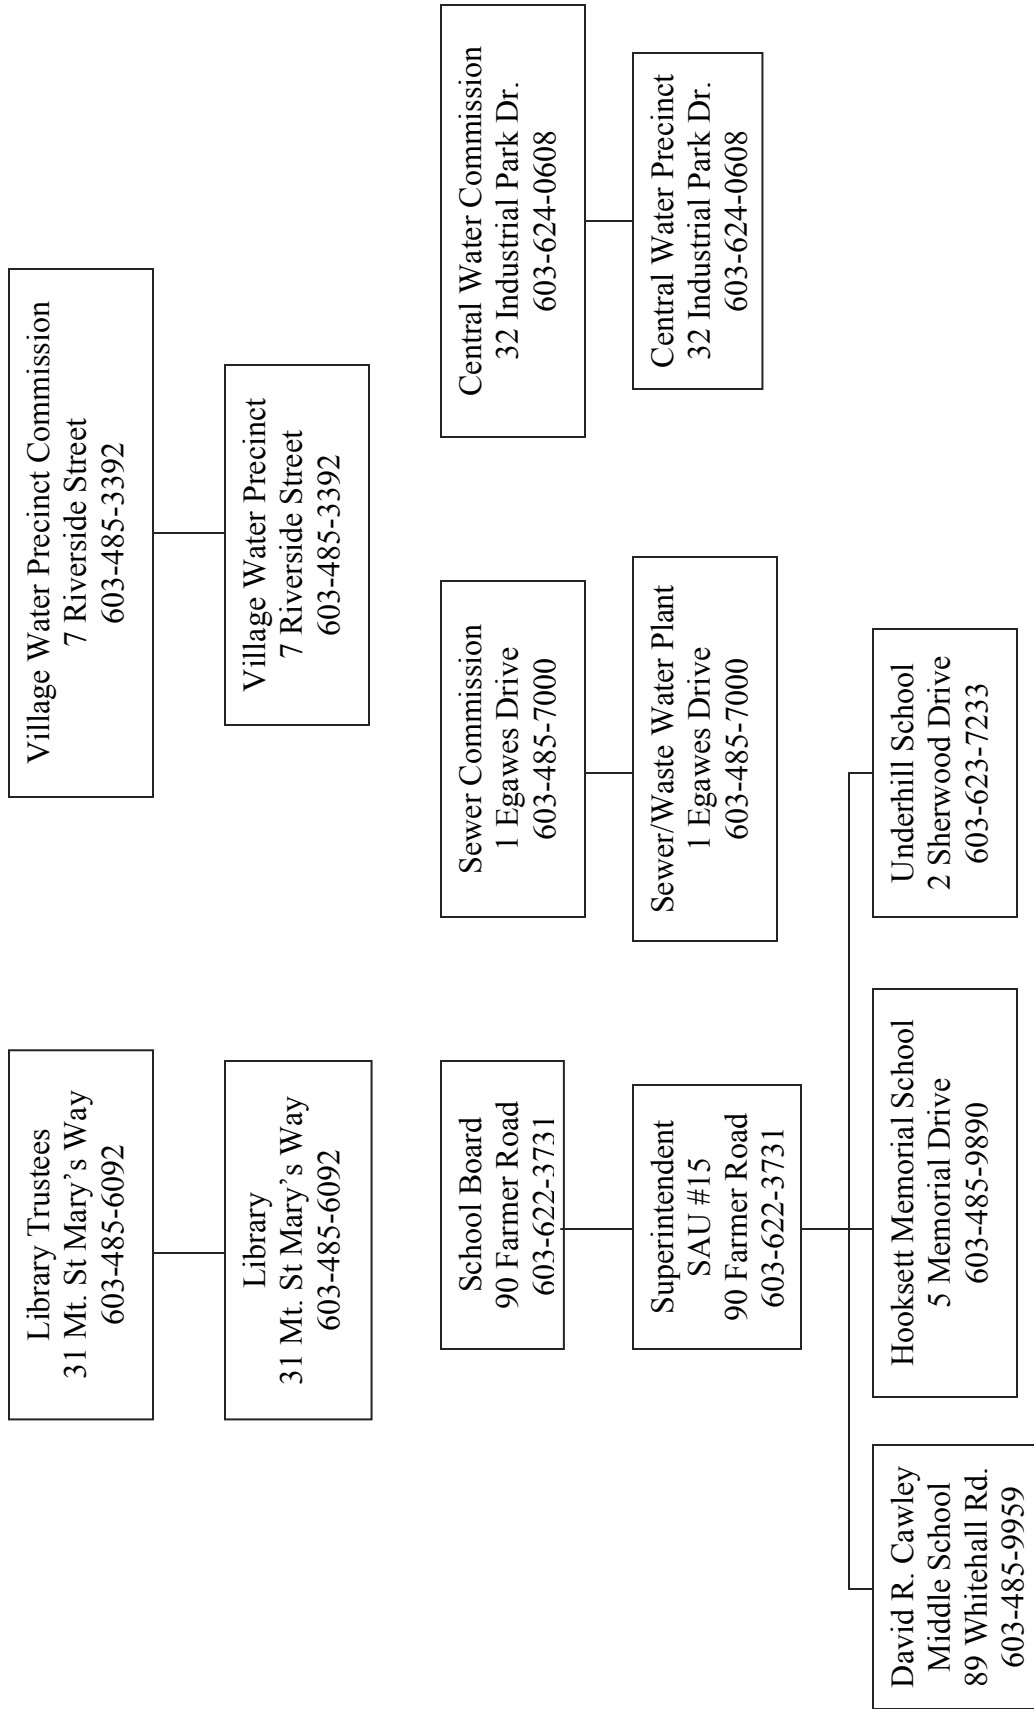 Library Trustees
31 Mt. St Mary’s Way
603-485-6092
Village Water Precinct Commission
7 Riverside Street
603-485-3392
Library
31 Mt. St Mary’s Way
603-485-6092
Village Water Precinct
7 Riverside Street
603-485-3392
School Board
90 Farmer Road
603-622-3731
Sewer Commission
1 Egawes Drive
603-485-7000
Central Water Commission
32 Industrial Park Dr.
603-624-0608
Superintendent
SAU #15
90 Farmer Road
603-622-3731
Sewer/Waste Water Plant
1 Egawes Drive
603-485-7000
Central Water Precinct
32 Industrial Park Dr.
603-624-0608
David R. Cawley
Middle School
89 Whitehall Rd.
603-485-9959
Hooksett Memorial School
5 Memorial Drive
603-485-9890
Underhill School
2 Sherwood Drive
603-623-7233